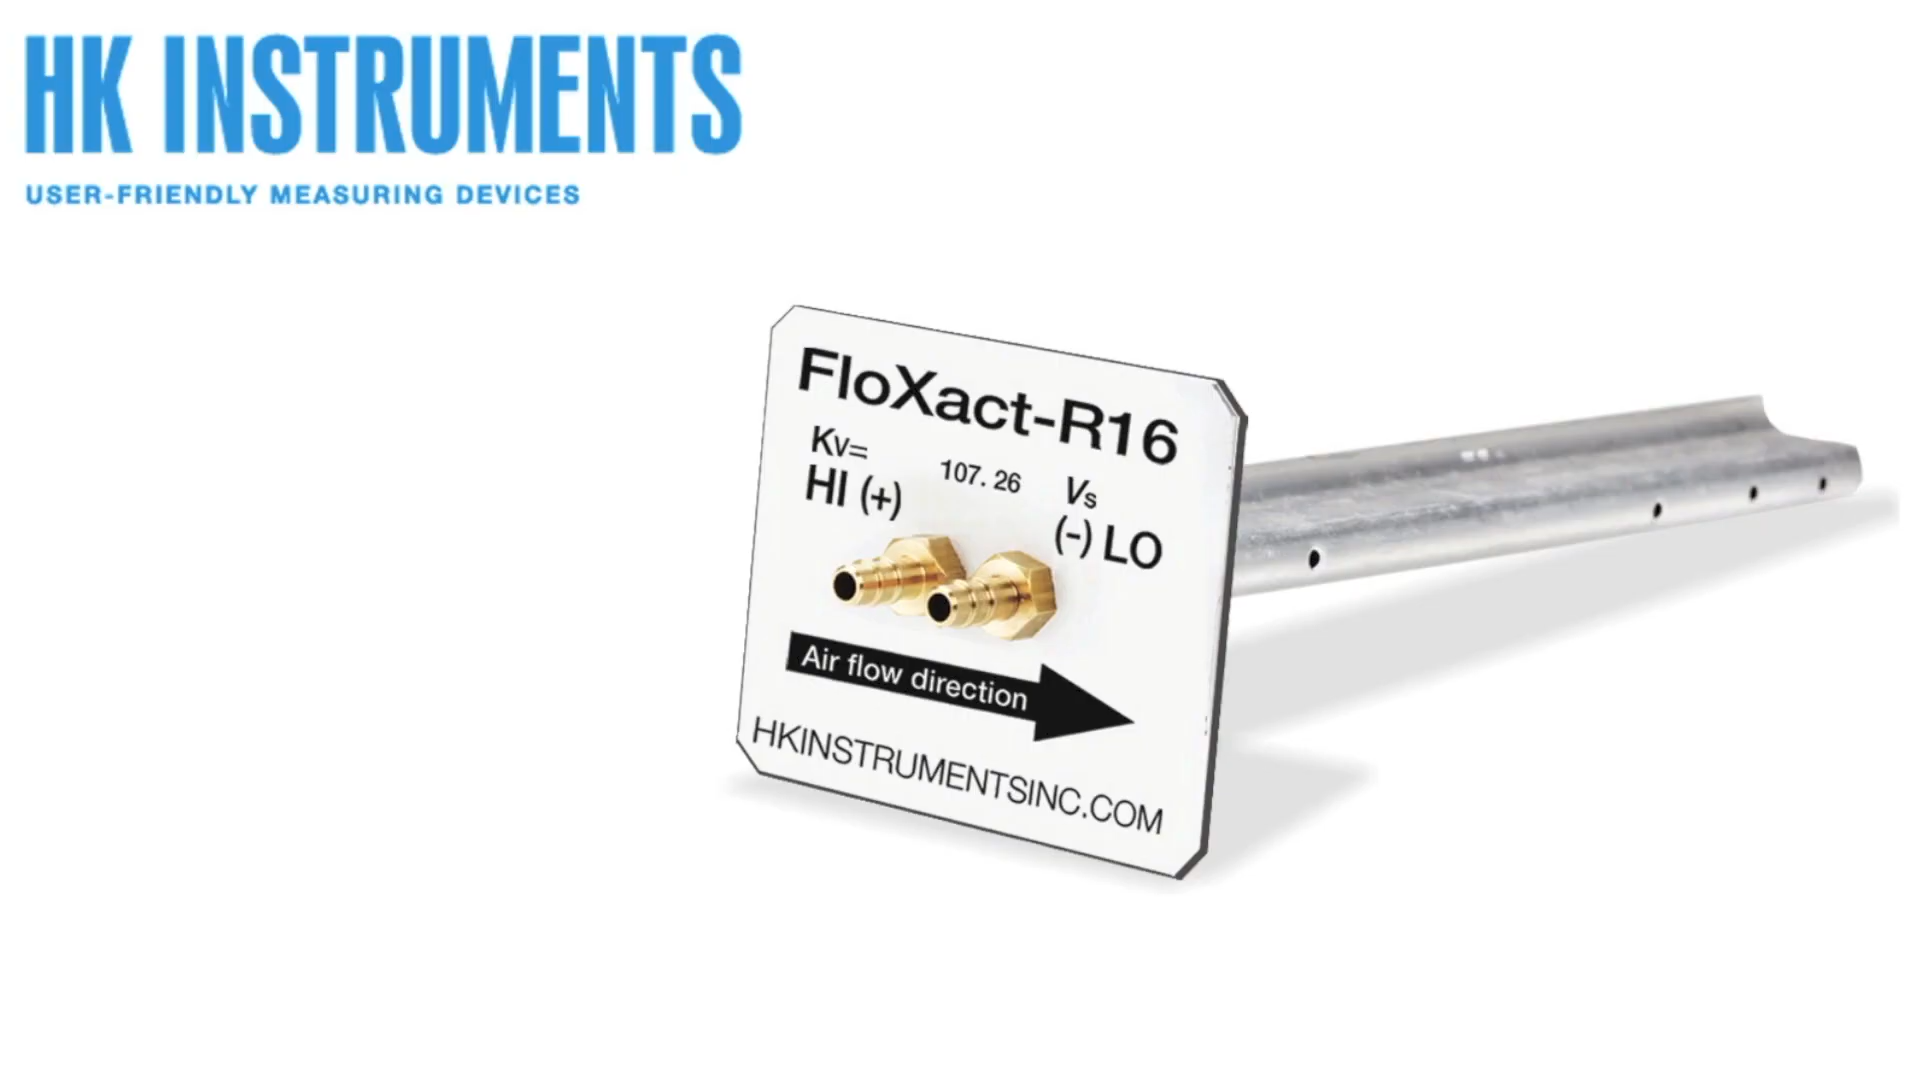 HK INSTRUMENTS
USER-FRIENDLY MEASURING DEVICES
FloXact-R16
Kv= 107. 26 Vs
HI (+) (-) LO
Air flow direction
HKINSTRUMENTSINC.COM